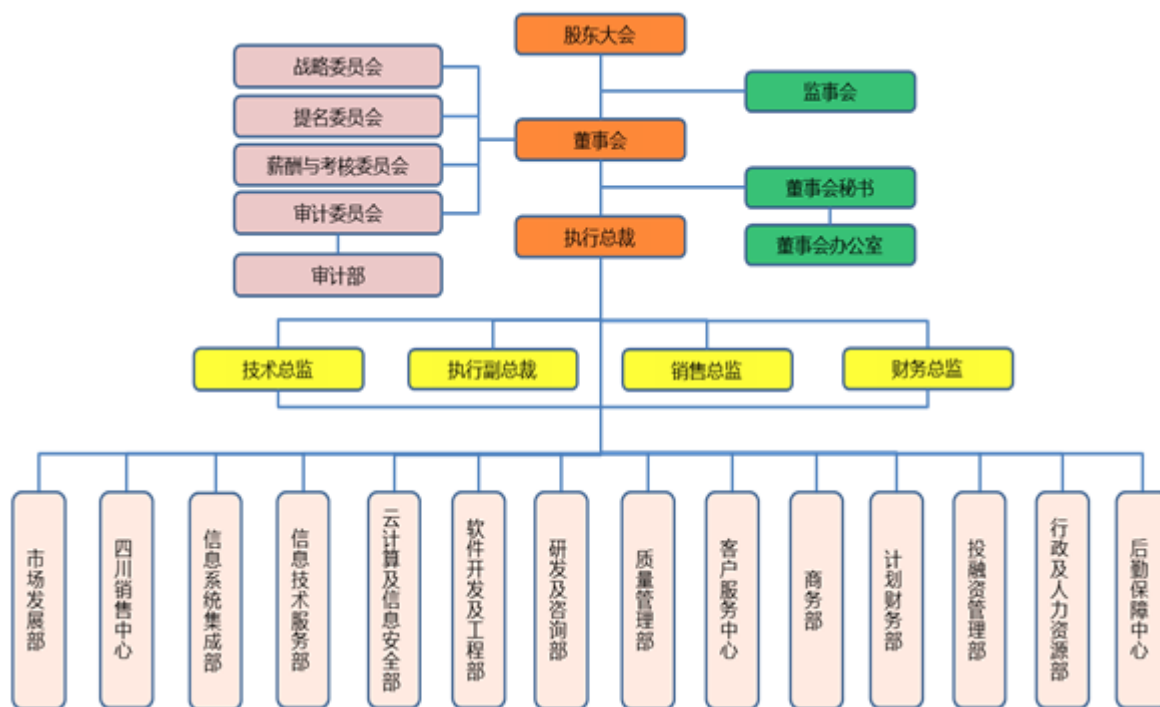 股东大会
战略委员会
监事会
提名委员会
董事会
薪酬与考核委员会
董事会秘书
审计委员会
执行总裁
董事会办公室
审计部
技术总监
执行副总裁
销售总监
财务总监
市场发展部
四川销售中心
信息系统集成部
信息技术服务部
云计算及信息安全部
软件开发及工程部
研发及咨询部
质量管理部
客户服务中心
商务部
计划财务部
投融资管理部
行政及人力资源部
后勤保障中心